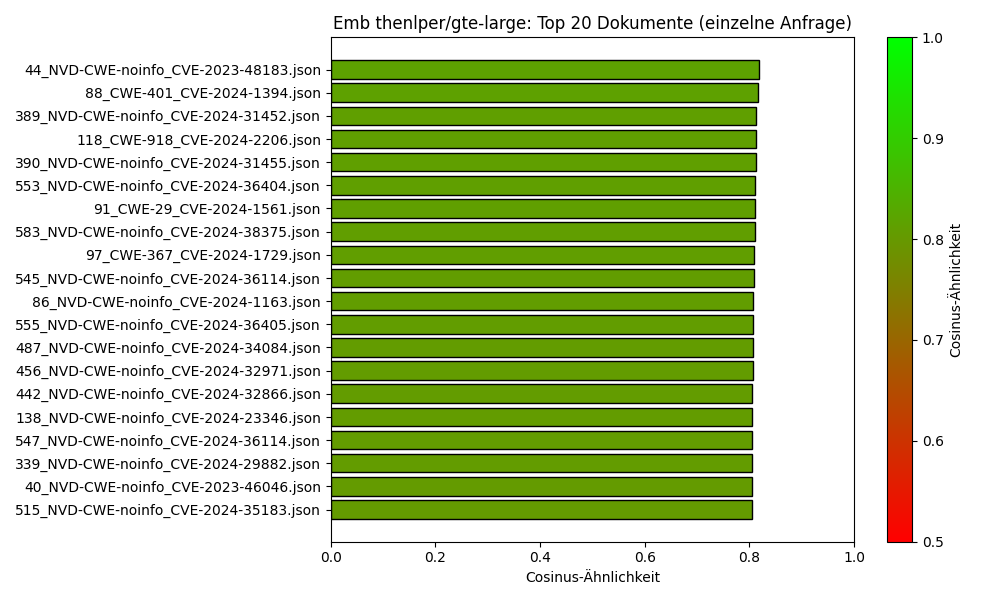 Emb thenlper/gte-large: Top 20 Dokumente (einzelne Anfrage)
44_NVD-CWE-noinfo_CVE-2023-48183.json
88_CWE-401_CVE-2024-1394.json
389_NVD-CWE-noinfo_CVE-2024-31452.json
118_CWE-918_CVE-2024-2206.json
390_NVD-CWE-noinfo_CVE-2024-31455.json
553_NVD-CWE-noinfo_CVE-2024-36404.json
91_CWE-29_CVE-2024-1561.json
583_NVD-CWE-noinfo_CVE-2024-38375.json
97_CWE-367_CVE-2024-1729.json
545_NVD-CWE-noinfo_CVE-2024-36114.json
86_NVD-CWE-noinfo_CVE-2024-1163.json
555_NVD-CWE-noinfo_CVE-2024-36405.json
487_NVD-CWE-noinfo_CVE-2024-34084.json
456_NVD-CWE-noinfo_CVE-2024-32971.json
442_NVD-CWE-noinfo_CVE-2024-32866.json
138_NVD-CWE-noinfo_CVE-2024-23346.json
547_NVD-CWE-noinfo_CVE-2024-36114.json
339_NVD-CWE-noinfo_CVE-2024-29882.json
40_NVD-CWE-noinfo_CVE-2023-46046.json
515_NVD-CWE-noinfo_CVE-2024-35183.json
0.0 0.2 0.4 0.6 0.8 1.0
Cosinus-Ähnlichkeit
1.0
0.9
0.8
0.7
0.6
0.5
Cosinus-Ähnlichkeit